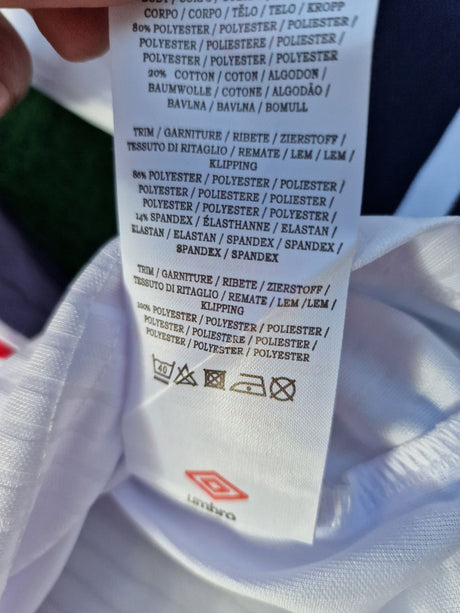 CORPO / CORPO / TĒLO / TELO / KROPP
80% POLYESTER / POLYESTER /
POLIESTER / POLIESTERE / POLIESTER /
POLYESTER / POLYESTER / POLYESTER
20% COTTON / COTON / ALGODON /
BAUMWOLLE / COTONE / ALGODÃO /
BAVLNA / BAVLNA / BOMULL
TRIM / GARNITURE / RIBETE / ZIERSTOFF /
TESSUTO DI RITAGLIO / REMATE / LEM / LEM /
KLIPPING
86% POLYESTER / POLYESTER / POLIESTER /
POLYESTER / POLIESTERE / POLIESTER /
POLYESTER / POLYESTER / POLYESTER
14% SPANDEX / ÉLASTHANNE / ELASTAN /
ELASTAN / ELASTAN / SPANDEX / SPANDEX /
SPANDEX / SPANDEX
TRIM / GARNITURE / RIBETE / ZIERSTOFF /
TESSUTO DI RITAGLIO / REMATE / LEM / LEM /
KLIPPING
100% POLYESTER / POLYESTER / POLIESTER /
POLYESTER / POLIESTERE / POLIESTER /
POLYESTER / POLYESTER / POLYESTER
40
umbro